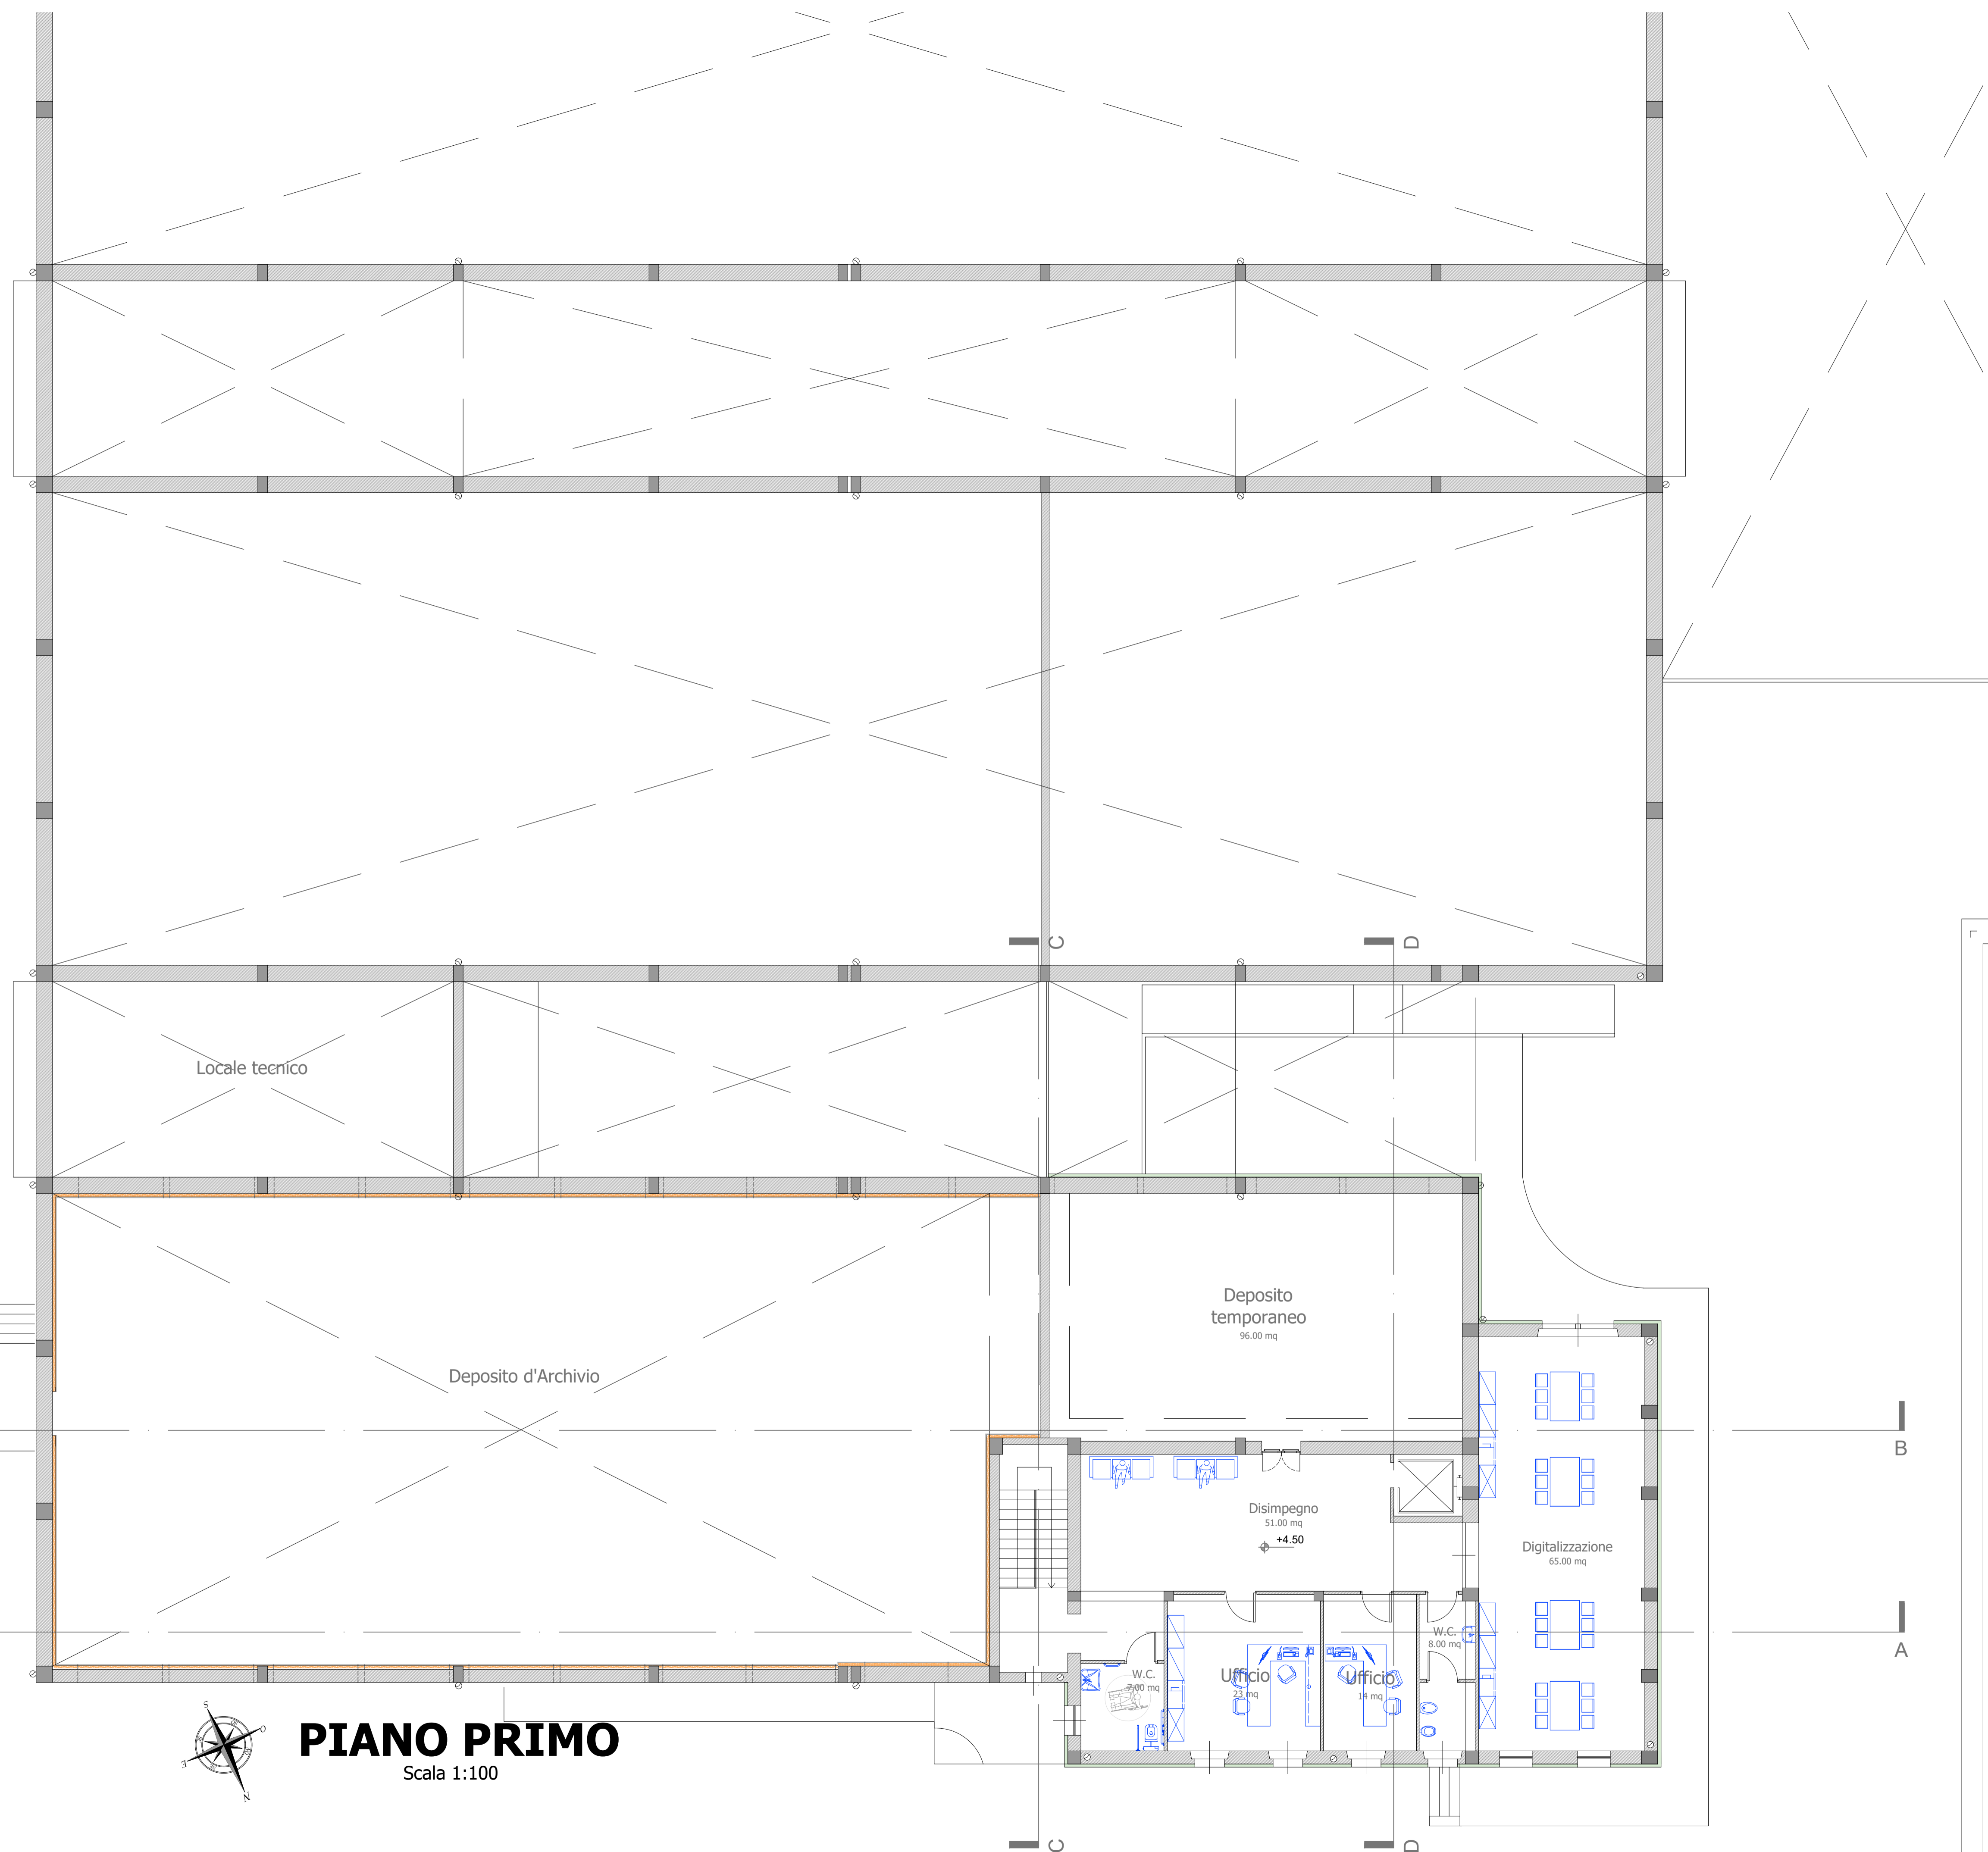 C
D
Locale tecnico
Deposito
temporaneo
96.00 mq
Deposito d'Archivio
B
Disimpegno
51.00 mq
+4.50
Digitalizzazione
65.00 mq
W.C.
8.00 mq
A
W.C.
7.00 mq
Ufficio
23 mq
Ufficio
14 mq
S
O
E
N
PIANO PRIMO
Scala 1:100
C
D